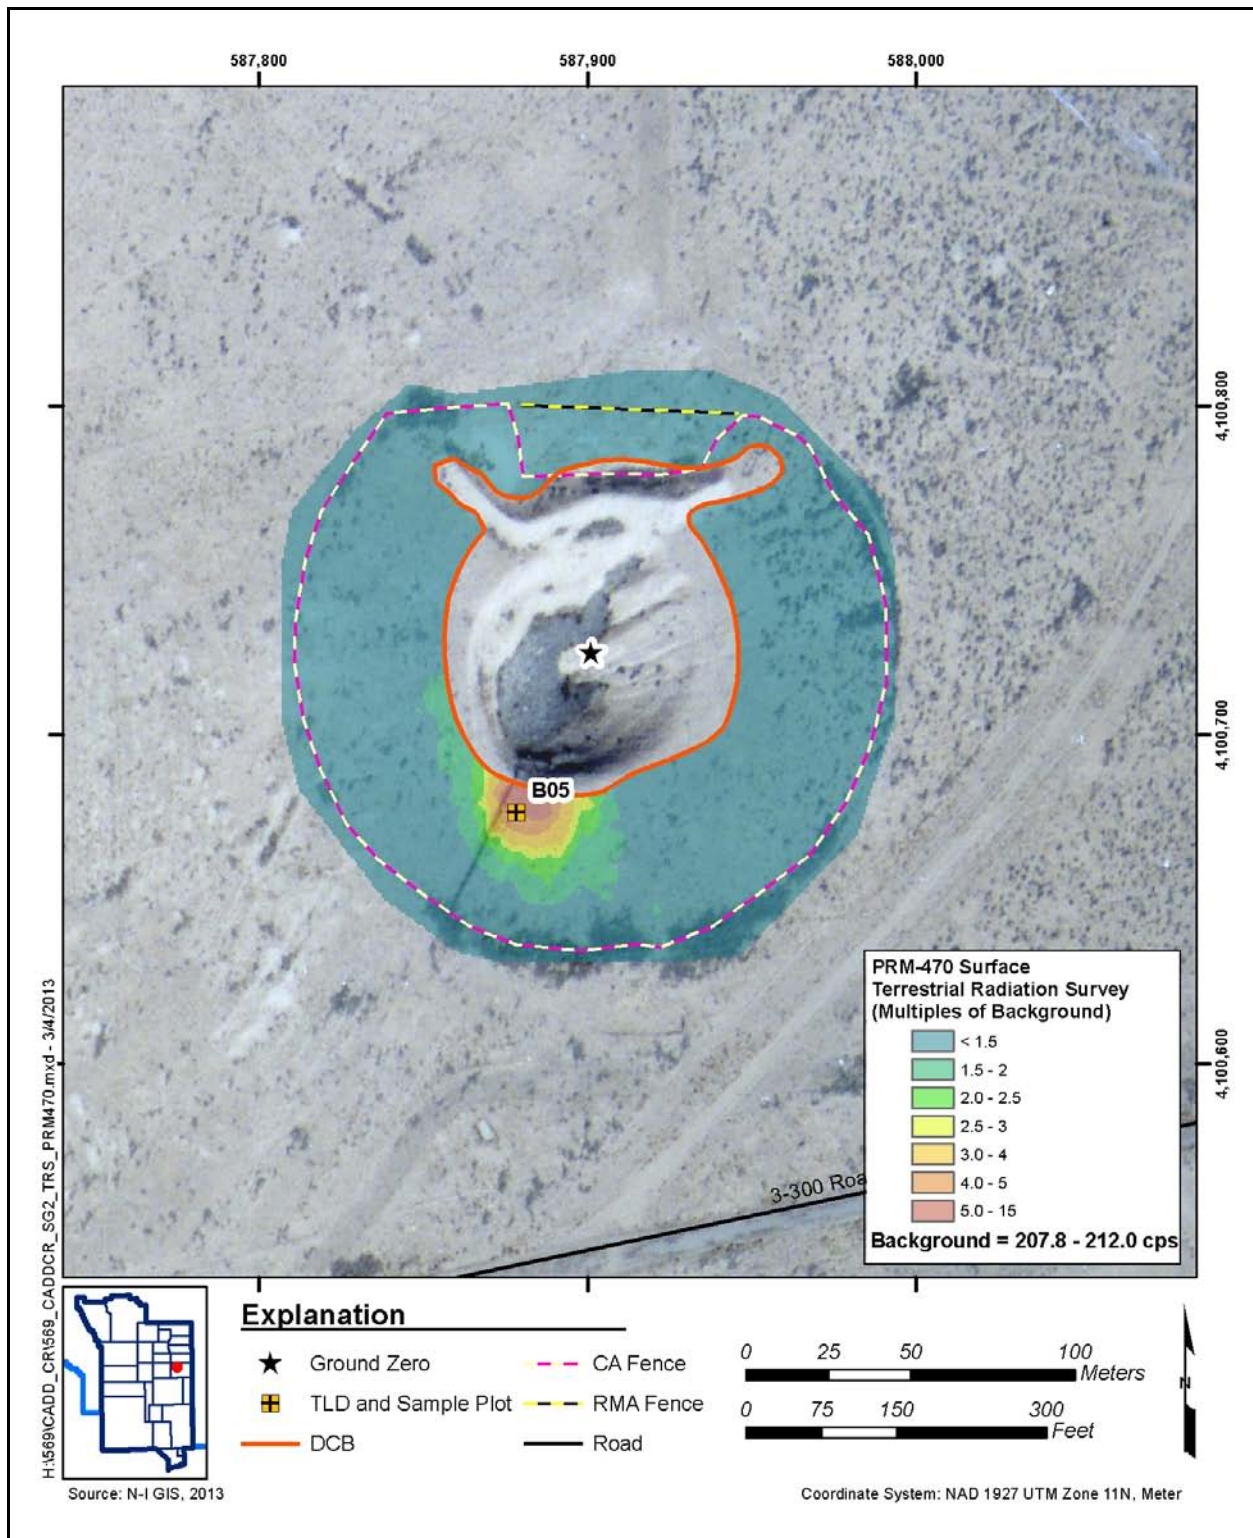 587,800 587,900 588,000
4,100,800
4,100,700
4,100,600
B05
3-300 Roa
PRM-470 Surface
Terrestrial Radiation Survey
(Multiples of Background)
< 1.5
1.5 - 2
2.0 - 2.5
2.5 - 3
3.0 - 4
4.0 - 5
5.0 - 15
Background = 207.8 - 212.0 cps
H:\569\CADD_CR\569_CADDCR_SG2_TRS_PRM470.mxd - 3/4/2013
Explanation
Ground Zero
TLD and Sample Plot
DCB
CA Fence
RMA Fence
Road
0 25 50 100
Meters
0 75 150 300
Feet
N
Source: N-I GIS, 2013
Coordinate System: NAD 1927 UTM Zone 11N, Meter